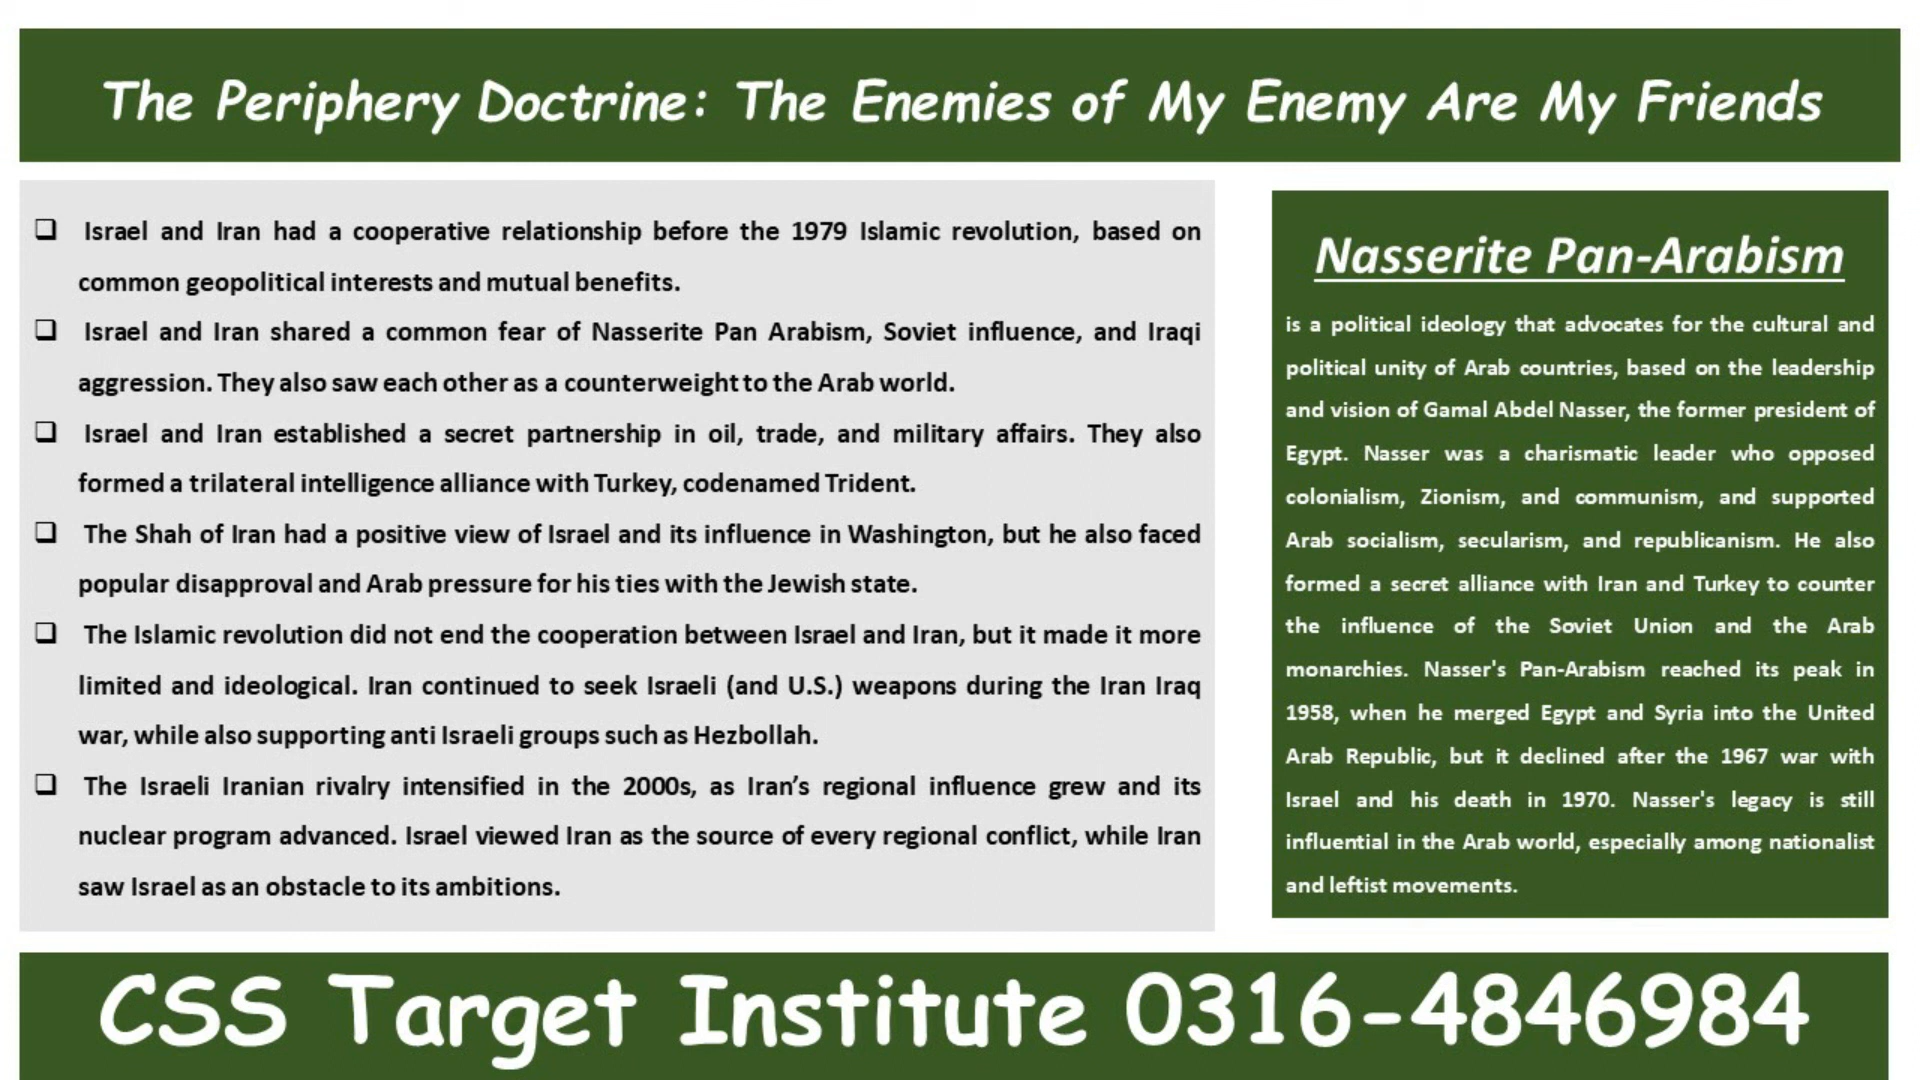 The Periphery Doctrine: The Enemies of My Enemy Are My Friends
❑ Israel and Iran had a cooperative relationship before the 1979 Islamic revolution, based on
common geopolitical interests and mutual benefits.
❑ Israel and Iran shared a common fear of Nasserite Pan Arabism, Soviet influence, and Iraqi
aggression. They also saw each other as a counterweight to the Arab world.
❑ Israel and Iran established a secret partnership in oil, trade, and military affairs. They also
formed a trilateral intelligence alliance with Turkey, codenamed Trident.
❑ The Shah of Iran had a positive view of Israel and its influence in Washington, but he also faced
popular disapproval and Arab pressure for his ties with the Jewish state.
❑ The Islamic revolution did not end the cooperation between Israel and Iran, but it made it more
limited and ideological. Iran continued to seek Israeli (and U.S.) weapons during the Iran Iraq
war, while also supporting anti Israeli groups such as Hezbollah.
❑ The Israeli Iranian rivalry intensified in the 2000s, as Iran's regional influence grew and its
nuclear program advanced. Israel viewed Iran as the source of every regional conflict, while Iran
saw Israel as an obstacle to its ambitions.
Nasserite Pan-Arabism
is a political ideology that advocates for the cultural and
political unity of Arab countries, based on the leadership
and vision of Gamal Abdel Nasser, the former president of
Egypt. Nasser was a charismatic leader who opposed
colonialism, Zionism, and communism, and supported
Arab socialism, secularism, and republicanism. He also
formed a secret alliance with Iran and Turkey to counter
the influence of the Soviet Union and the Arab
monarchies. Nasser's Pan-Arabism reached its peak in
1958, when he merged Egypt and Syria into the United
Arab Republic, but it declined after the 1967 war with
Israel and his death in 1970. Nasser's legacy is still
influential in the Arab world, especially among nationalist
and leftist movements.
CSS Target Institute 0316-4846984